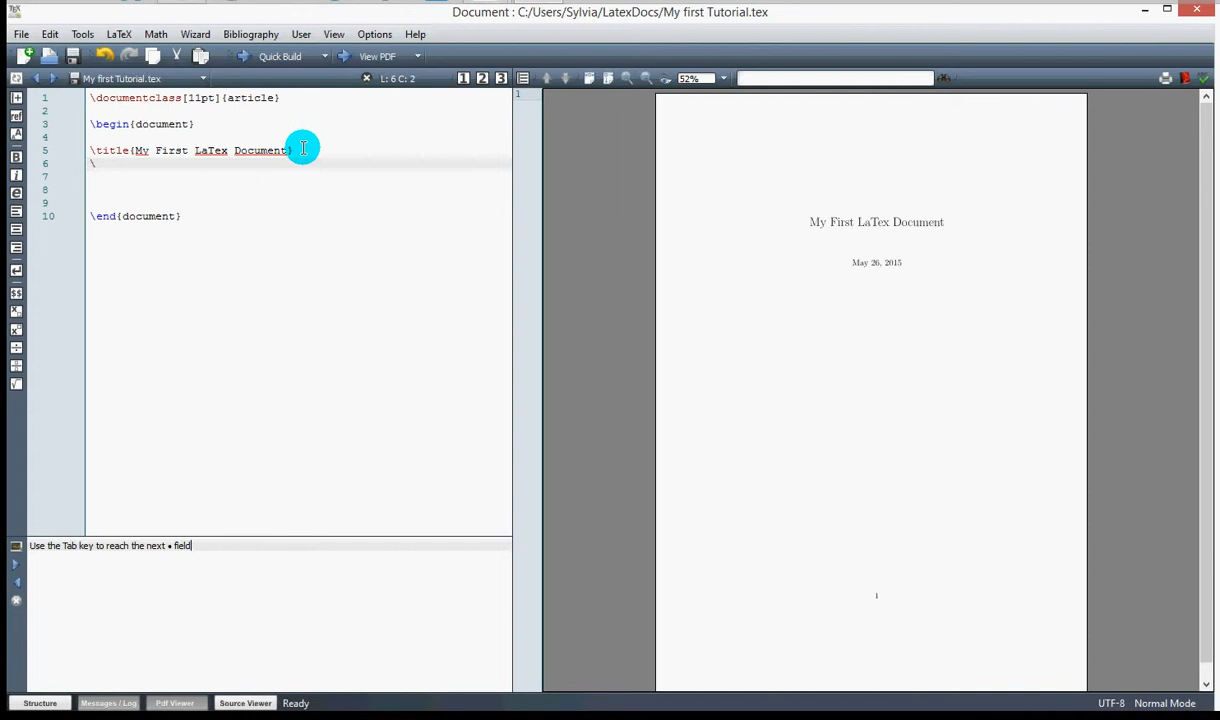 Document : C:/Users/Sylvia/LatexDocs/My first Tutorial.tex
File Edit Tools LaTeX Math Wizard Bibliography User View Options Help
Quick Build View PDF
My first Tutorial.tex L: 6 C: 2 1 2 3 52%
1 \documentclass[11pt]{article}
2
3 \begin{document}
4
5 \title{My First LaTex Document}
6 \
7
8
9
10 \end{document}
1
My First LaTex Document
May 26, 2015
1
Use the Tab key to reach the next • field
Structure Messages / Log Pdf Viewer Source Viewer Ready UTF-8 Normal Mode